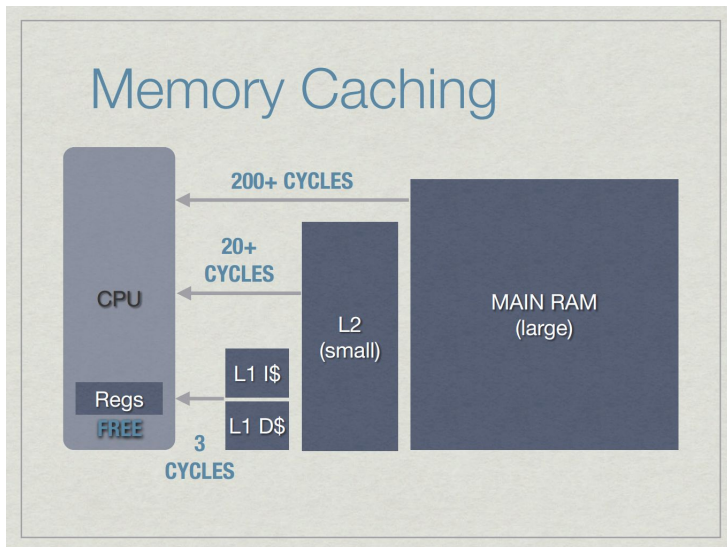 Memory Caching
200+ CYCLES
20+
CYCLES
CPU
MAIN RAM
(large)
L2
(small)
L1 I$
Regs
L1 D$
FREE
3
CYCLES